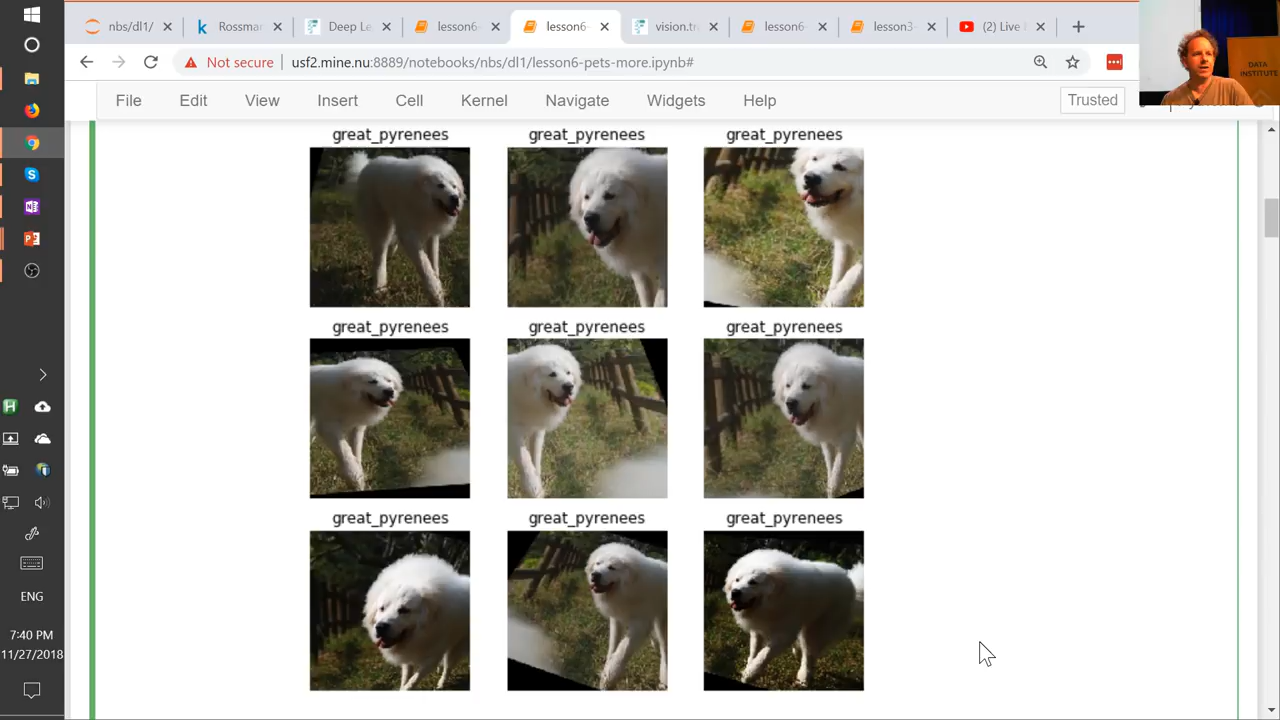 nbs/dl1/
Rossmar
Deep Le
lesson6-
lesson6-
vision.tr
lesson6-
lesson3-
(2) Live
Not secure
usf2.mine.nu:8889/notebooks/nbs/dl1/lesson6-pets-more.ipynb#
DATA
INSTITUTE
File
Edit
View
Insert
Cell
Kernel
Navigate
Widgets
Help
Trusted
great_pyrenees
great_pyrenees
great_pyrenees
great_pyrenees
great_pyrenees
great_pyrenees
great_pyrenees
great_pyrenees
great_pyrenees
ENG
7:40 PM
11/27/2018